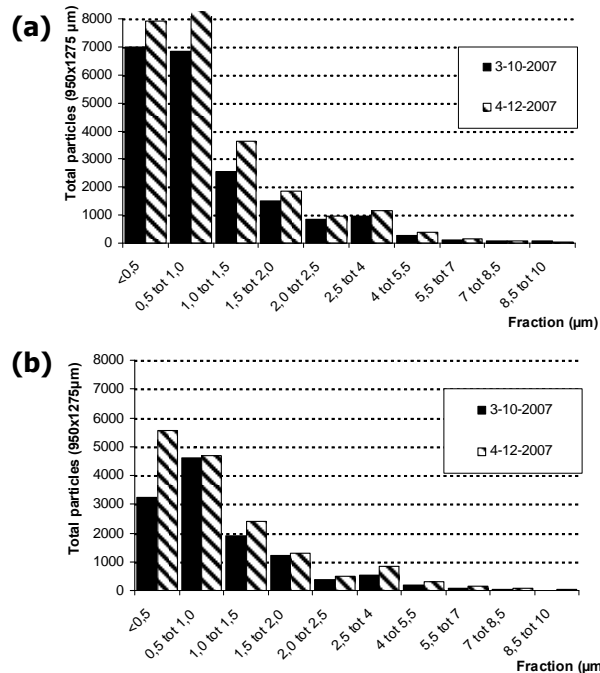 (a)
Total particles (950x1275 µm)
8000
7000
6000
5000
4000
3000
2000
1000
0
3-10-2007
4-12-2007
<0,5
0,5 tot 1,0
1,0 tot 1,5
1,5 tot 2,0
2,0 tot 2,5
2,5 tot 4
4 tot 5,5
5,5 tot 7
7 tot 8,5
8,5 tot 10
Fraction (µm)
(b)
Total particles (950x1275µm)
8000
7000
6000
5000
4000
3000
2000
1000
0
3-10-2007
4-12-2007
<0,5
0,5 tot 1,0
1,0 tot 1,5
1,5 tot 2,0
2,0 tot 2,5
2,5 tot 4
4 tot 5,5
5,5 tot 7
7 tot 8,5
8,5 tot 10
Fraction (µm)